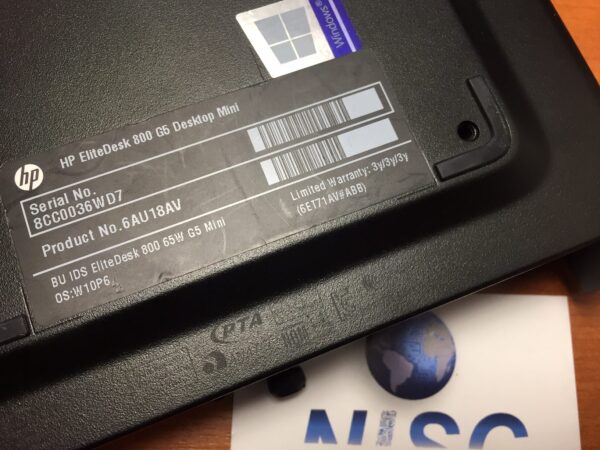 Windows®
hp
HP EliteDesk 800 G5 Desktop Mini
Serial No.
8CC0036WD7
Product No.6AU18AV
Limited Warranty: 3y/3y/3y
(6ET71AV#ABB)
BU IDS EliteDesk 800 65W G5 Mini
OS:W10P6
PTA